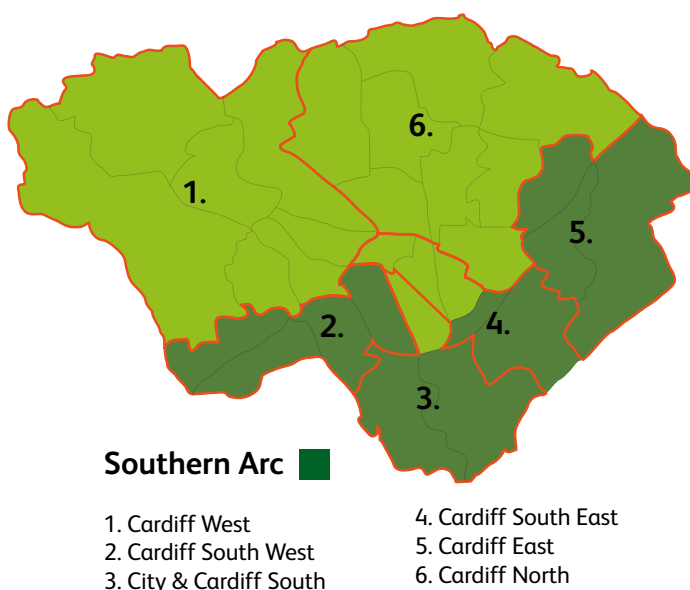 6.
1.
5.
2.
4.
3.
Southern Arc
1. Cardiff West
2. Cardiff South West
3. City & Cardiff South
4. Cardiff South East
5. Cardiff East
6. Cardiff North